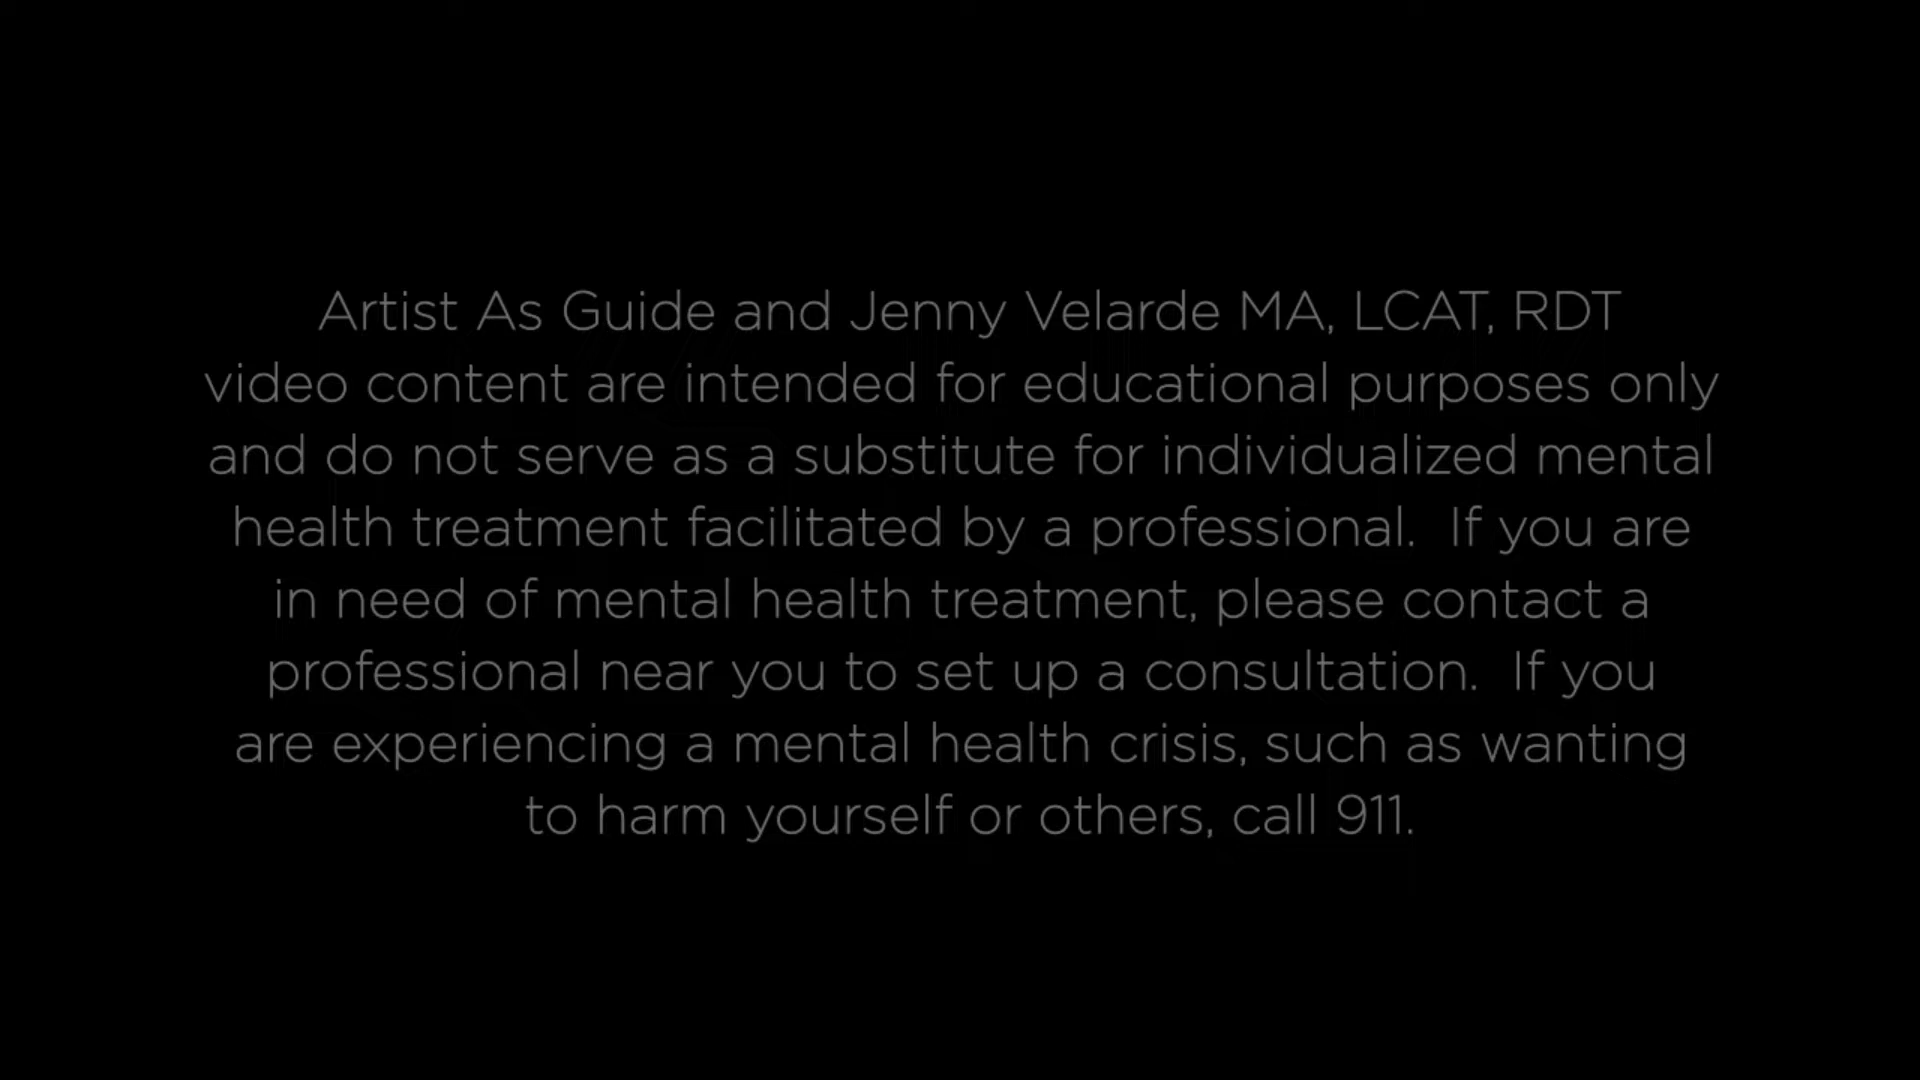 Artist As Guide and Jenny Velarde MA, LCAT, RDT
video content are intended for educational purposes only
and do not serve as a substitute for individualized mental
health treatment facilitated by a professional.  If you are
in need of mental health treatment, please contact a
professional near you to set up a consultation.  If you
are experiencing a mental health crisis, such as wanting
to harm yourself or others, call 911.